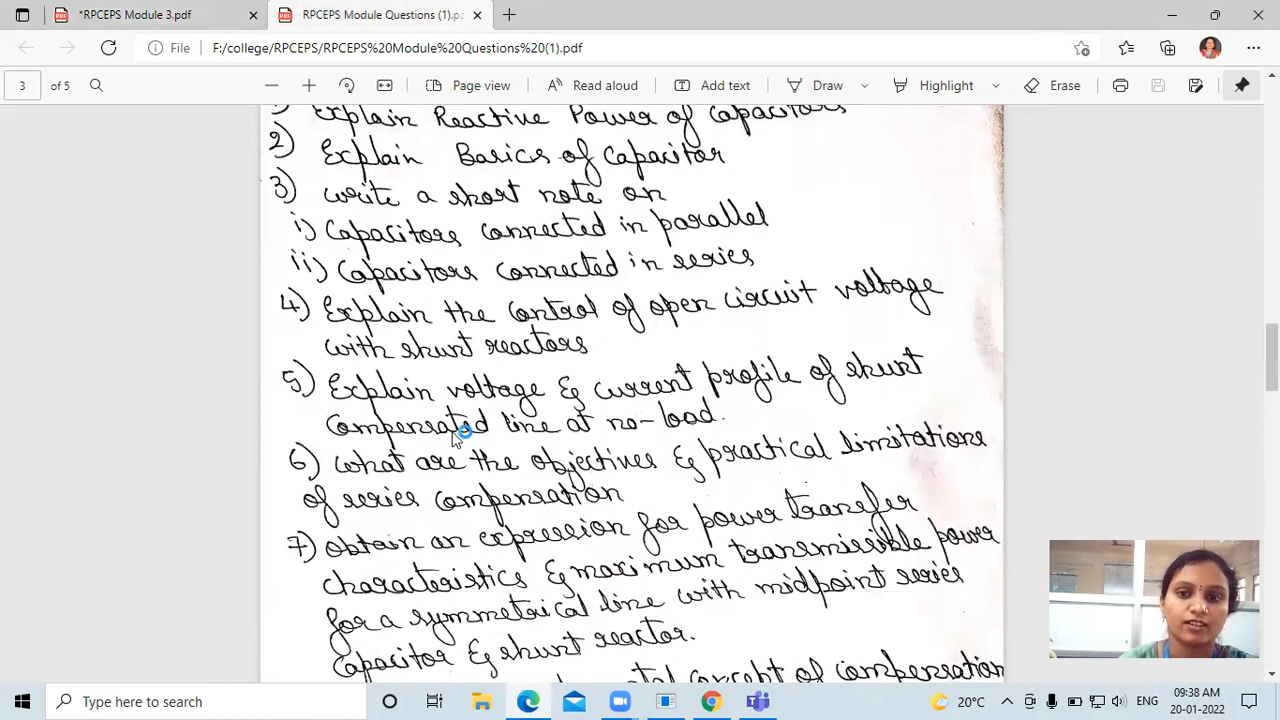 *RPCEPS Module 3.pdf
RPCEPS Module Questions (1).pc
File
F:/college/RPCEPS/RPCEPS%20Module%20Questions%20(1).pdf
3 of 5
Page view
Read aloud
Add text
Draw
Highlight
Erase
Explain Reactive Power of Capacitors
2) Explain Basics of Capacitor
3) Write a short note on
i) Capacitors connected in parallel
ii) Capacitors connected in series
4) Explain the control of open circuit voltage
with shunt reactors
5) Explain voltage & current profile of shunt
compensated line at no-load.
6) What are the objectives & practical limitations
of series compensation
7) Obtain an expression for power transfer
characteristics & maximum transmissible power
for a symmetrical line with midpoint series
Capacitor & shunt reactor.
concept of compensation
Type here to search
20°C
ENG
09:38 AM
20-01-2022